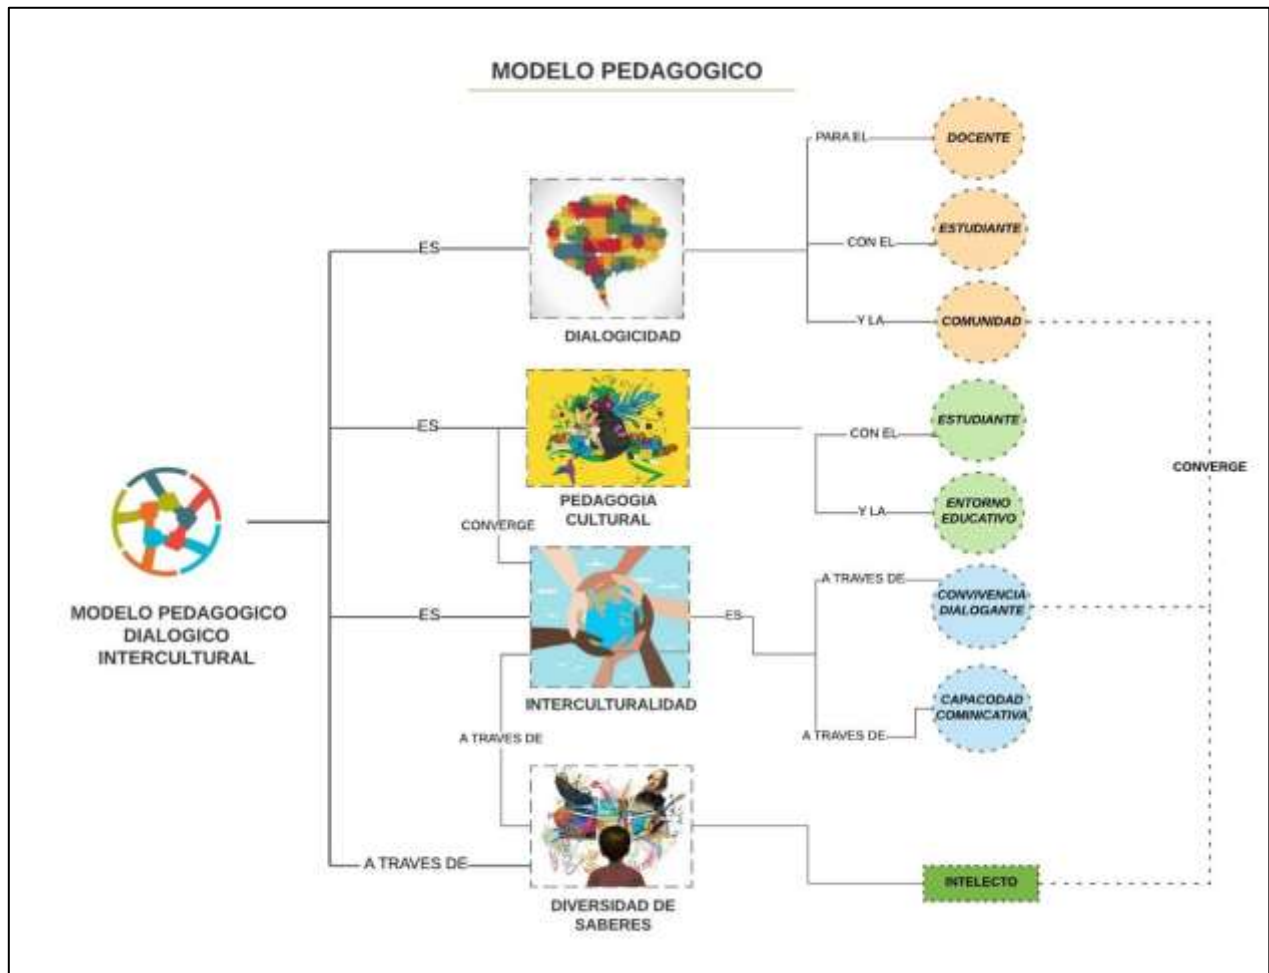 MODELO PEDAGOGICO
PARA EL
DOCENTE
ES
CON EL
ESTUDIANTE
Y LA
COMUNIDAD
DIALOGICIDAD
ES
CON EL
ESTUDIANTE
CONVERGE
PEDAGOGIA
CULTURAL
Y LA
ENTORNO
EDUCATIVO
CONVERGE
MODELO PEDAGOGICO
DIALOGICO
INTERCULTURAL
ES
ES
A TRAVES DE
CONVIVENCIA
DIALOGANTE
INTERCULTURALIDAD
A TRAVES DE
CAPACODAD
COMINICATIVA
A TRAVES DE
A TRAVES DE
INTELECTO
DIVERSIDAD DE
SABERES